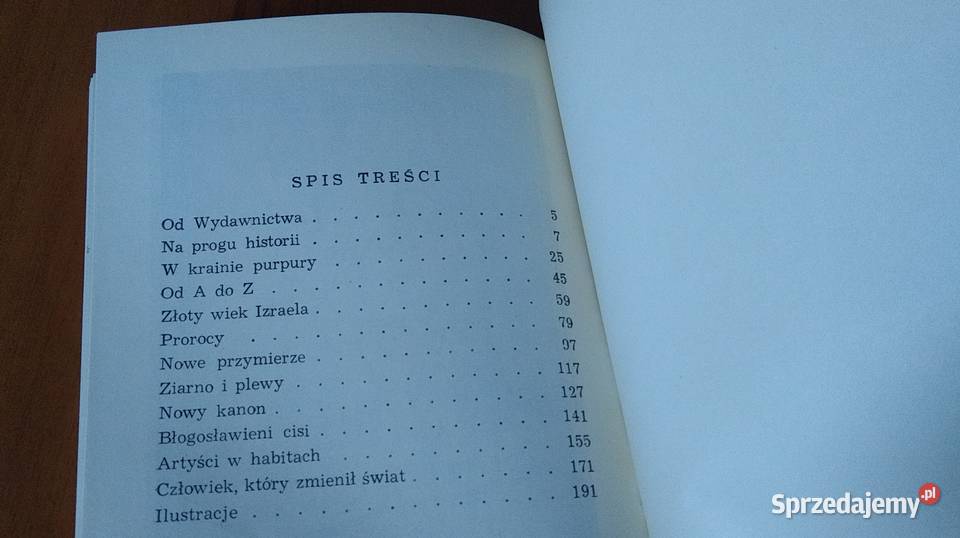 SPIS TREŚCI
Od Wydawnictwa . . . . . . . . . . . 5
Na progu historii . . . . . . . . . . . 7
W krainie purpury . . . . . . . . . . 25
Od A do Z . . . . . . . . . . . . . 45
Złoty wiek Izraela . . . . . . . . . . . 59
Prorocy . . . . . . . . . . . . . 79
Nowe przymierze . . . . . . . . . . . 97
Ziarno i plewy . . . . . . . . . . . . 117
Nowy kanon . . . . . . . . . . . . . 127
Błogosławieni cisi . . . . . . . . . . . 141
Artyści w habitach . . . . . . . . . . 155
Człowiek, który zmienił świat . . . . . . . 171
Ilustracje . . . . . . . . . . . . . 191
Sprzedajemy.pl